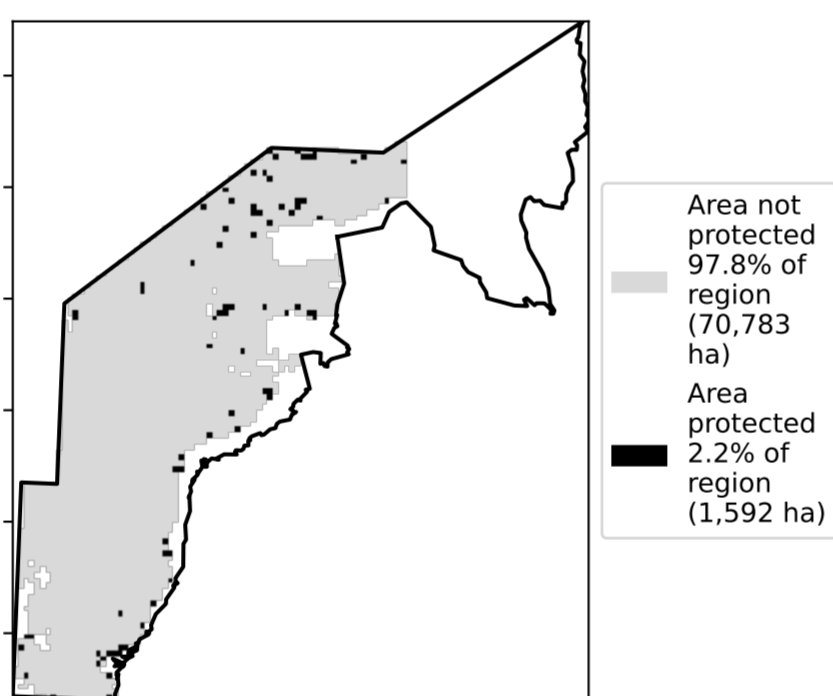 Area not
protected
97.8% of
region
(70,783
ha)
Area
protected
2.2% of
region
(1,592 ha)